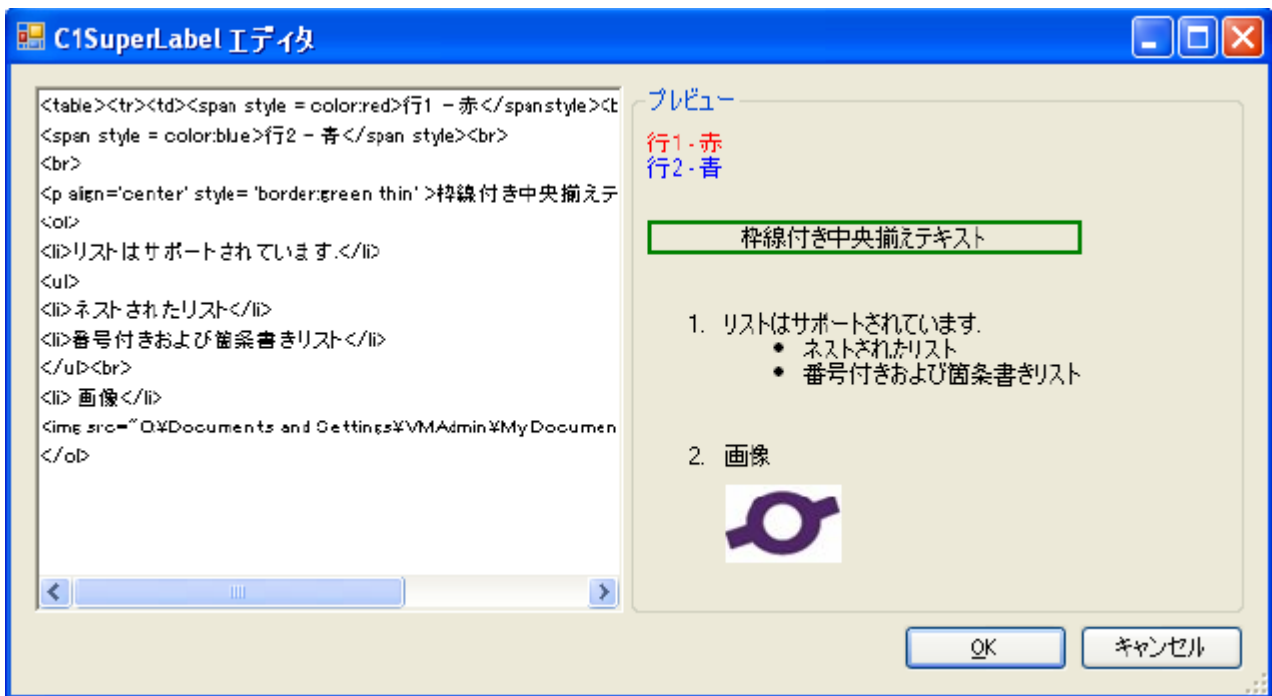 C1SuperLabel エディタ
<table><tr><td><span style = color:red>行1 - 赤</spanstyle><b
<span style = color:blue>行2 - 青</span style><br>
<br>
<p align='center' style= 'border:green thin' >枠線付き中央揃えテ
<ol>
<li>リストはサポートされています.</li>
<ul>
<li>ネストされたリスト</li>
<li>番号付きおよび箇条書きリスト</li>
</ul><br>
<li> 画像</li>
<img src="C:¥Documents and Settings¥VMAdmin¥My Documen
</ol>
プレビュー
行1 - 赤
行2 - 青
枠線付き中央揃えテキスト
1. リストはサポートされています.
• ネストされたリスト
• 番号付きおよび箇条書きリスト
2. 画像
OK
キャンセル